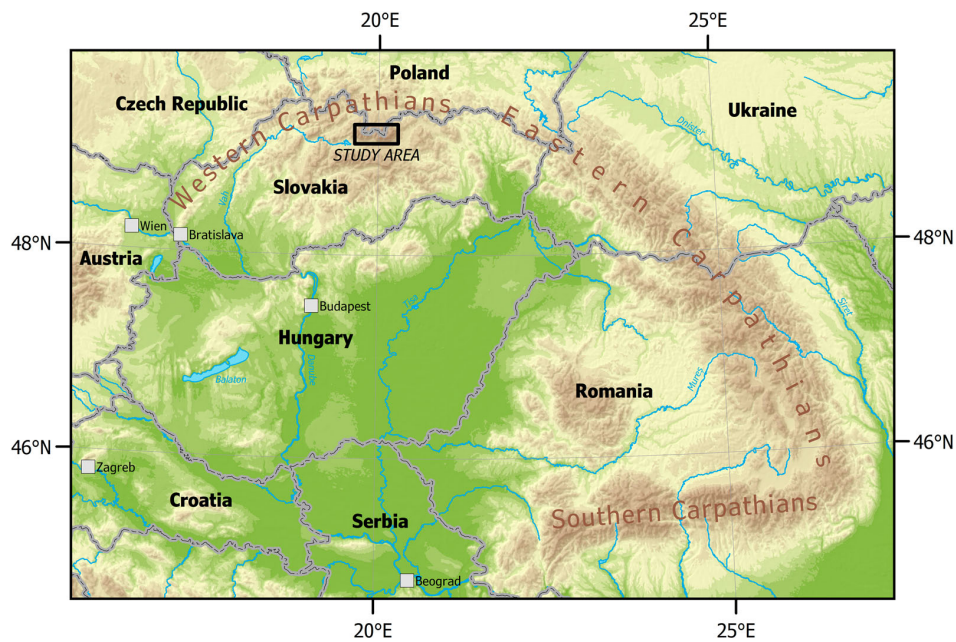 20°E
25°E
Poland
Czech Republic
Ukraine
Western Carpathians
Eastern Carpathians
Dnister
STUDY AREA
Slovakia
Váh
Wien
Bratislava
48°N
48°N
Austria
Siret
Tisa
Budapest
Hungary
Danube
Balaton
Romania
Mures
46°N
46°N
Zagreb
Croatia
Southern Carpathians
Serbia
Beograd
20°E
25°E